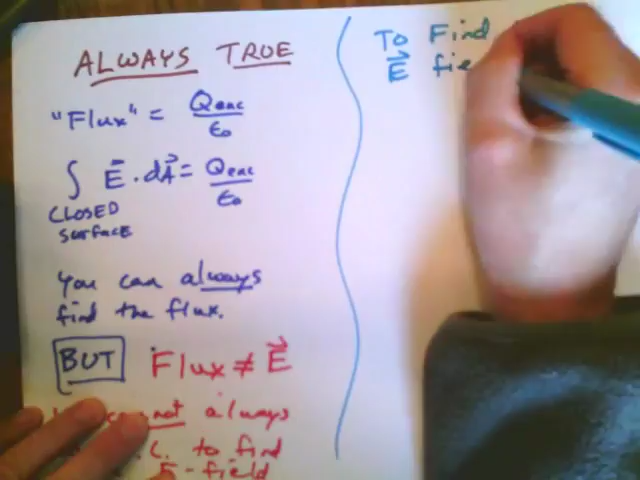 ALWAYS TRUE
"Flux" = Qenc/ε₀
∫ E⃗ · dA⃗ = Qenc/ε₀
CLOSED
surface
You can always
find the flux.
BUT Flux ≠ E⃗
always
to find
E-field
To Find
E⃗